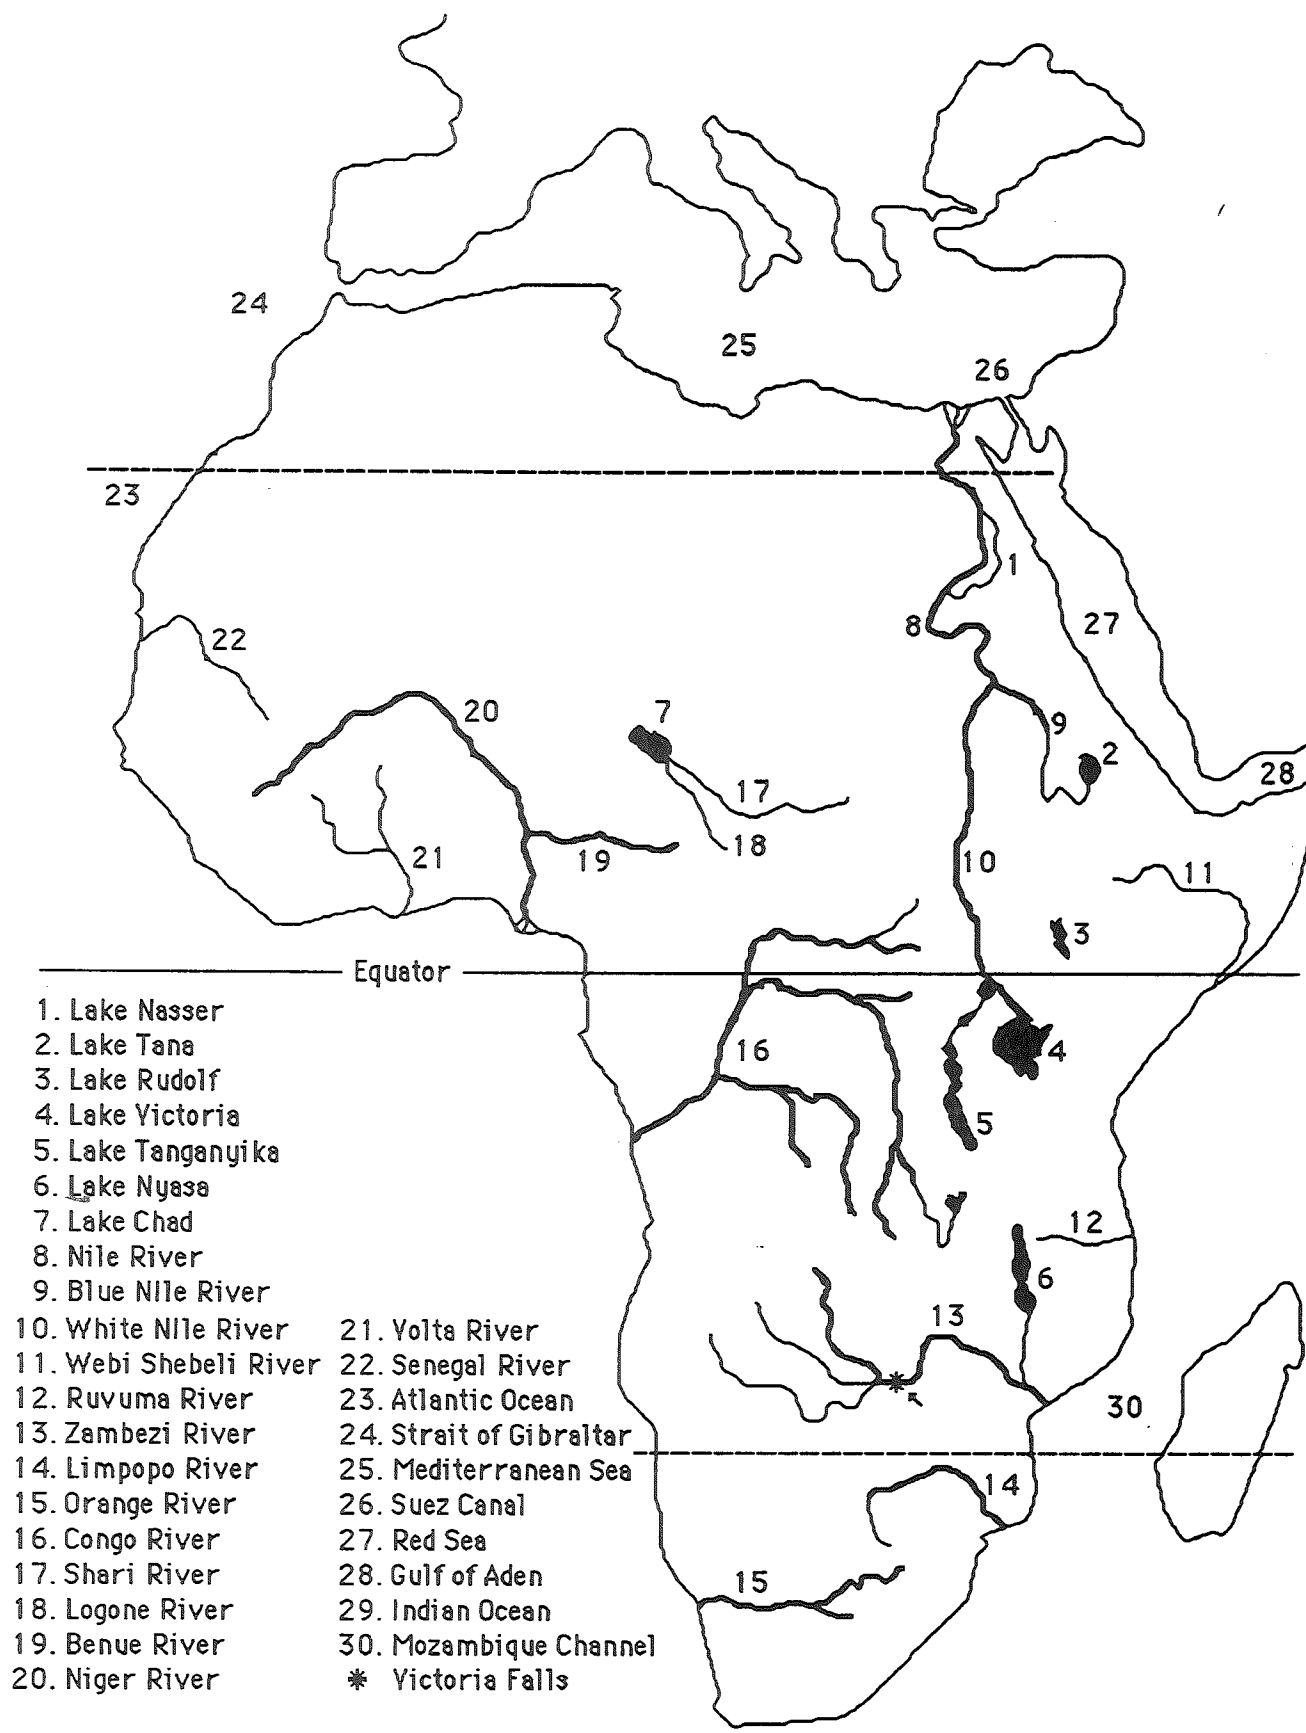 24
25
26
23
1
8
27
22
20
7
9
2
28
17
18
19
21
10
11
3
Equator
16
4
5
12
6
13
30
14
15
1. Lake Nasser
2. Lake Tana
3. Lake Rudolf
4. Lake Victoria
5. Lake Tanganyika
6. Lake Nyasa
7. Lake Chad
8. Nile River
9. Blue NIle River
10. White NIle River
11. Webi Shebeli River
12. Ruvuma River
13. Zambezi River
14. Limpopo River
15. Orange River
16. Congo River
17. Shari River
18. Logone River
19. Benue River
20. Niger River
21. Volta River
22. Senegal River
23. Atlantic Ocean
24. Strait of Gibraltar
25. Mediterranean Sea
26. Suez Canal
27. Red Sea
28. Gulf of Aden
29. Indian Ocean
30. Mozambique Channel
* Victoria Falls